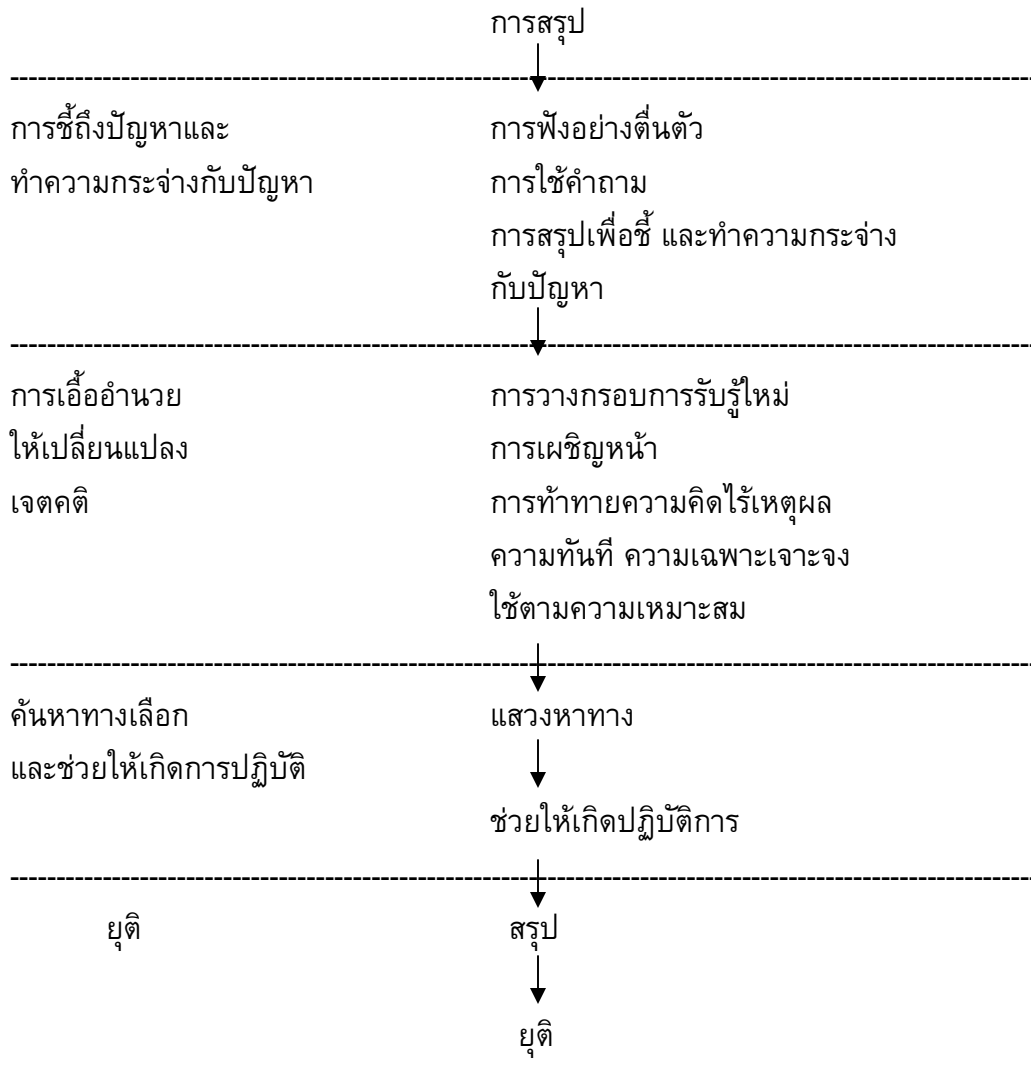 การสรุป
การชี้ถึงปัญหาและ การฟังอย่างตื่นตัว
ทำความกระจ่างกับปัญหา การใช้คำถาม
การสรุปเพื่อชี้ และทำความกระจ่าง
กับปัญหา
การเอื้ออำนวย การวางกรอบการรับรู้ใหม่
ให้เปลี่ยนแปลง การเผชิญหน้า
เจตคติ การท้าทายความคิดไร้เหตุผล
ความทันที ความเฉพาะเจาะจง
ใช้ตามความเหมาะสม
ค้นหาทางเลือก แสวงหาทาง
และช่วยให้เกิดการปฏิบัติ
ช่วยให้เกิดปฏิบัติการ
ยุติ สรุป
ยุติ